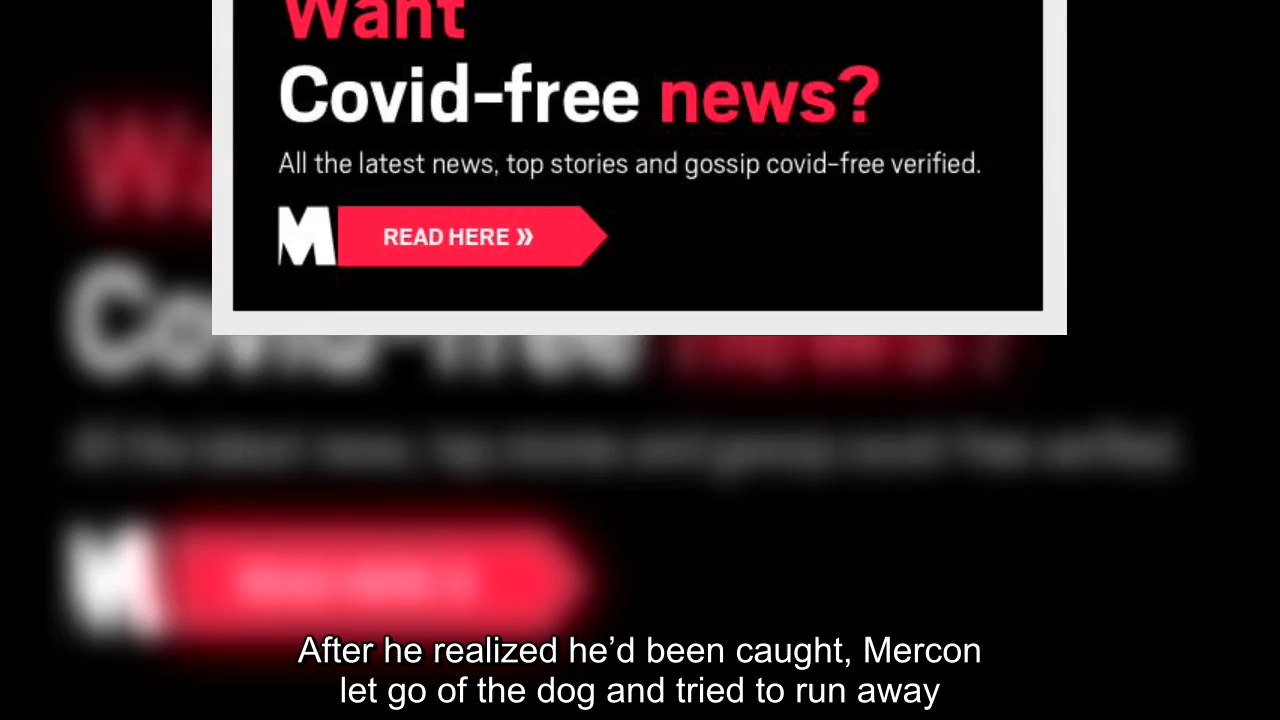 Want
Covid-free news?
All the latest news, top stories and gossip covid-free verified.
M READ HERE »
After he realized he’d been caught, Mercon
let go of the dog and tried to run away